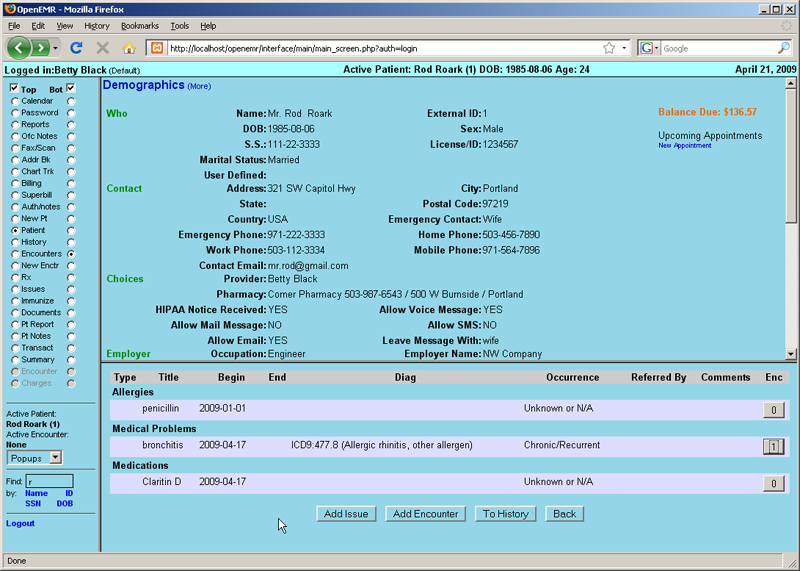 OpenEMR - Mozilla Firefox
File Edit View History Bookmarks Tools Help
http://localhost/openemr/interface/main/main_screen.php?auth=login
Google
Logged in:Betty Black (Default) Active Patient: Rod Roark (1) DOB: 1985-08-06 Age: 24 April 21, 2009
Top Bot
Calendar
Password
Reports
Ofc Notes
Fax/Scan
Addr Bk
Chart Trk
Billing
Superbill
Auth/notes
New Pt
Patient
History
Encounters
New Enctr
Rx
Issues
Immunize
Documents
Pt Report
Pt Notes
Transact
Summary
Encounter
Charges
Active Patient:
Rod Roark (1)
Active Encounter:
None
Popups
Find: r
by: Name ID
SSN DOB
Logout
Demographics (More)
Who Name: Mr. Rod Roark External ID: 1
DOB: 1985-08-06 Sex: Male
S.S.: 111-22-3333 License/ID: 1234567
Marital Status: Married
User Defined:
Contact Address: 321 SW Capitol Hwy City: Portland
State: Postal Code: 97219
Country: USA Emergency Contact: Wife
Emergency Phone: 971-222-3333 Home Phone: 503-456-7890
Work Phone: 503-112-3334 Mobile Phone: 971-564-7896
Contact Email: mr.rod@gmail.com
Choices Provider: Betty Black
Pharmacy: Corner Pharmacy 503-987-6543 / 500 W Burnside / Portland
HIPAA Notice Received: YES Allow Voice Message: YES
Allow Mail Message: NO Allow SMS: NO
Allow Email: YES Leave Message With: wife
Employer Occupation: Engineer Employer Name: NW Company
Balance Due: $136.57
Upcoming Appointments
New Appointment
Type Title Begin End Diag Occurrence Referred By Comments Enc
Allergies
penicillin 2009-01-01 Unknown or N/A 0
Medical Problems
bronchitis 2009-04-17 ICD9:477.8 (Allergic rhinitis, other allergen) Chronic/Recurrent 1
Medications
Claritin D 2009-04-17 Unknown or N/A 0
Add Issue Add Encounter To History Back
Done